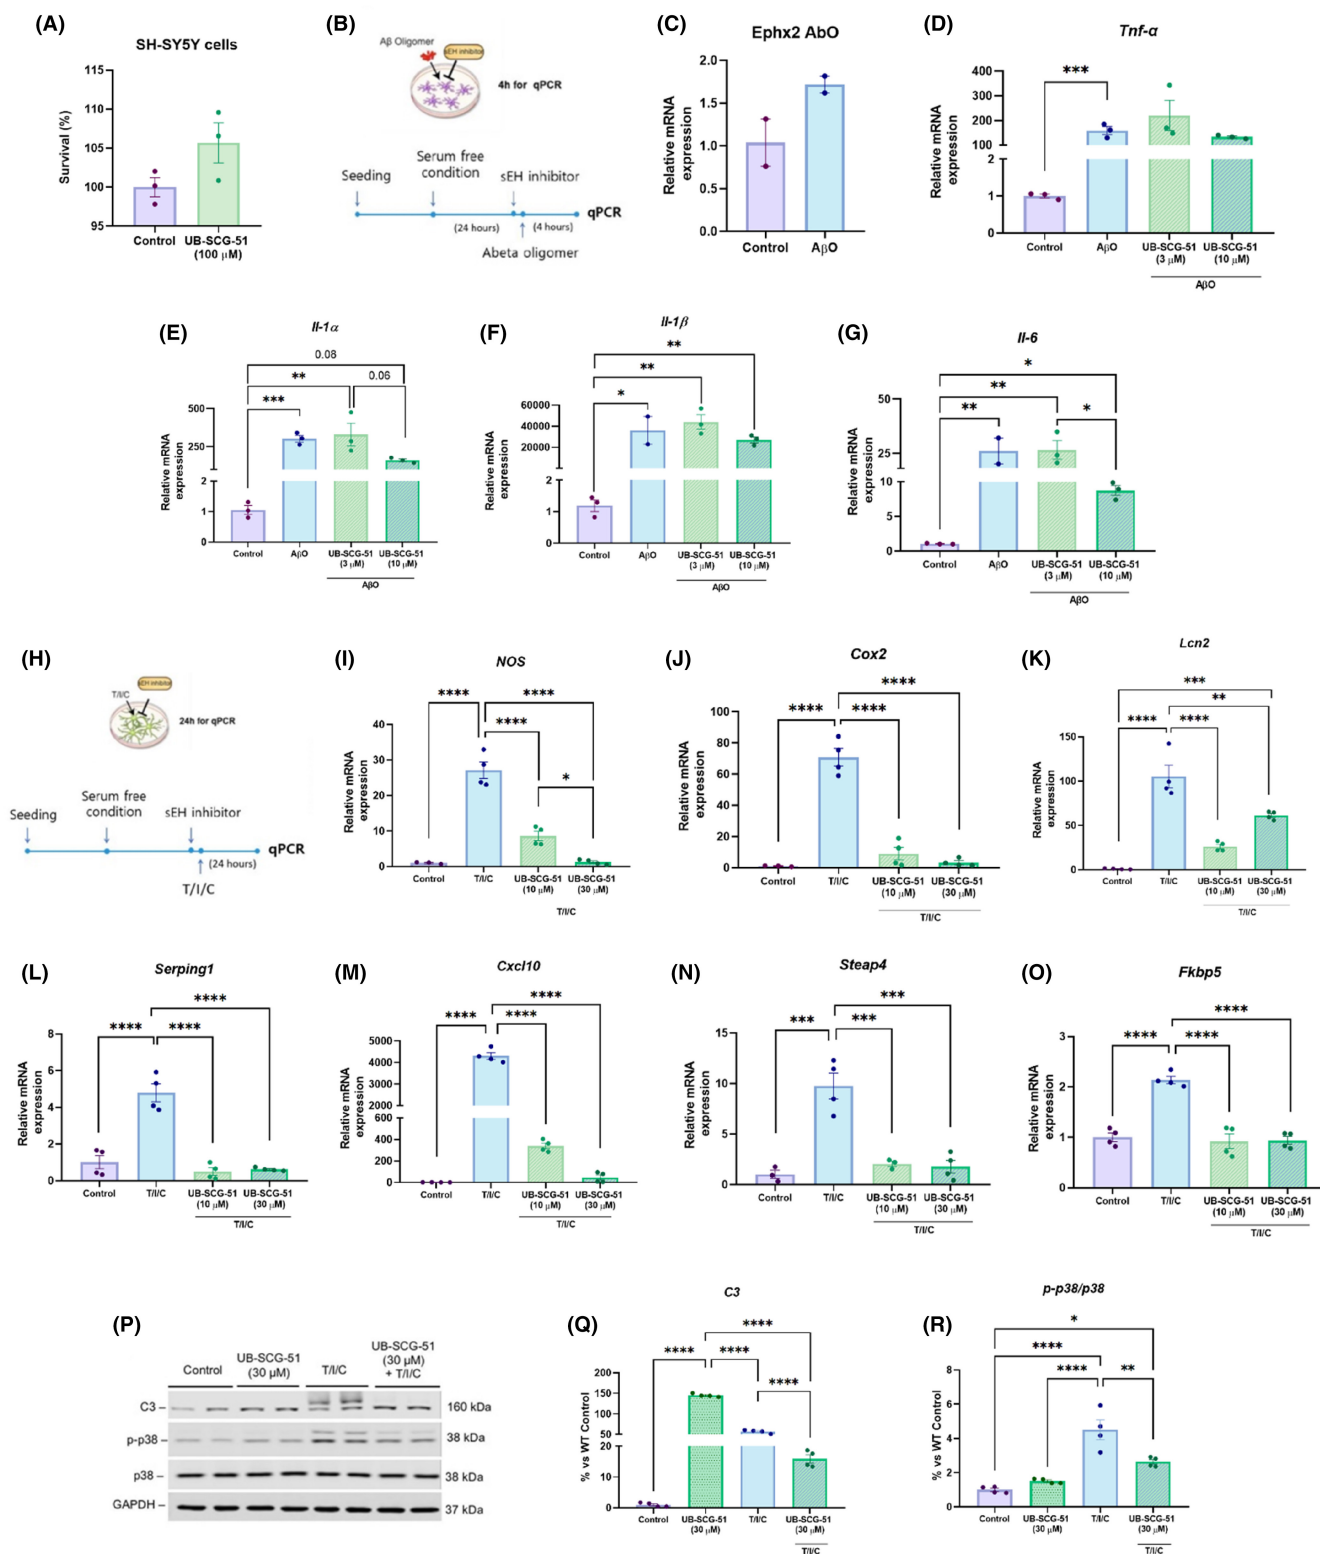 (A)
SH-SY5Y cells
Survival (%)
115
110
105
100
95
Control
UB-SCG-51
(100 μM)
(B)
Aβ Oligomer
sEH inhibitor
4h for qPCR
Seeding
Serum free
condition
sEH inhibitor
(24 hours)
(4 hours)
qPCR
Abeta oligomer
(C)
Ephx2 AbO
Relative mRNA
expression
2.0
1.5
1.0
0.5
0.0
Control
AβO
(D)
Tnf-α
***
Relative mRNA
expression
400
300
200
100
2
1
0
Control
AβO
UB-SCG-51
(3 μM)
UB-SCG-51
(10 μM)
AβO
(E)
Il-1α
0.08
**
0.06
***
Relative mRNA
expression
500
250
2
1
0
Control
AβO
UB-SCG-51
(3 μM)
UB-SCG-51
(10 μM)
AβO
(F)
Il-1β
**
**
*
Relative mRNA
expression
60000
40000
20000
2
1
0
Control
AβO
UB-SCG-51
(3 μM)
UB-SCG-51
(10 μM)
AβO
(G)
Il-6
*
**
**
*
Relative mRNA
expression
50
25
10
5
0
Control
AβO
UB-SCG-51
(3 μM)
UB-SCG-51
(10 μM)
AβO
(H)
T/I/C
sEH inhibitor
24h for qPCR
Seeding
Serum free
condition
sEH inhibitor
qPCR
(24 hours)
T/I/C
(I)
NOS
****
****
****
*
Relative mRNA
expression
40
30
20
10
0
Control
T/I/C
UB-SCG-51
(10 μM)
UB-SCG-51
(30 μM)
T/I/C
(J)
Cox2
****
****
****
Relative mRNA
expression
100
80
60
40
20
0
Control
T/I/C
UB-SCG-51
(10 μM)
UB-SCG-51
(30 μM)
T/I/C
(K)
Lcn2
***
**
****
****
Relative mRNA
expression
150
100
50
0
Control
T/I/C
UB-SCG-51
(10 μM)
UB-SCG-51
(30 μM)
T/I/C
(L)
Serping1
****
****
****
Relative mRNA
expression
8
6
4
2
0
Control
T/I/C
UB-SCG-51
(10 μM)
UB-SCG-51
(30 μM)
T/I/C
(M)
Cxcl10
****
****
****
Relative mRNA
expression
5000
4000
3000
2000
600
400
200
0
Control
T/I/C
UB-SCG-51
(10 μM)
UB-SCG-51
(30 μM)
T/I/C
(N)
Steap4
***
***
***
Relative mRNA
expression
15
10
5
0
Control
T/I/C
UB-SCG-51
(10 μM)
UB-SCG-51
(30 μM)
T/I/C
(O)
Fkbp5
****
****
****
Relative mRNA
expression
3
2
1
0
Control
T/I/C
UB-SCG-51
(10 μM)
UB-SCG-51
(30 μM)
T/I/C
(P)
Control
UB-SCG-51
(30 μM)
T/I/C
UB-SCG-51
(30 μM)
+ T/I/C
C3
160 kDa
p-p38
38 kDa
p38
38 kDa
GAPDH
37 kDa
(Q)
C3
****
****
****
****
% vs WT Control
200
150
100
50
20
10
0
Control
UB-SCG-51
(30 μM)
T/I/C
UB-SCG-51
(30 μM)
T/I/C
(R)
p-p38/p38
*
****
****
**
% vs WT Control
8
6
4
2
0
Control
UB-SCG-51
(30 μM)
T/I/C
UB-SCG-51
(30 μM)
T/I/C